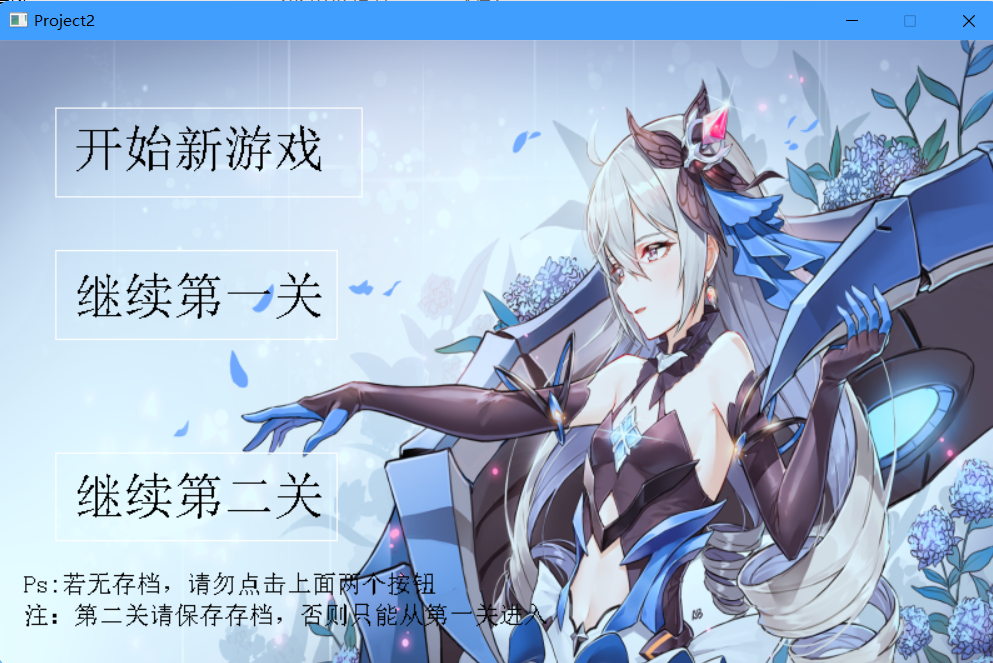 Project2
开始新游戏
继续第一关
继续第二关
Ps:若无存档，请勿点击上面两个按钮
注：第二关请保存存档，否则只能从第一关进入